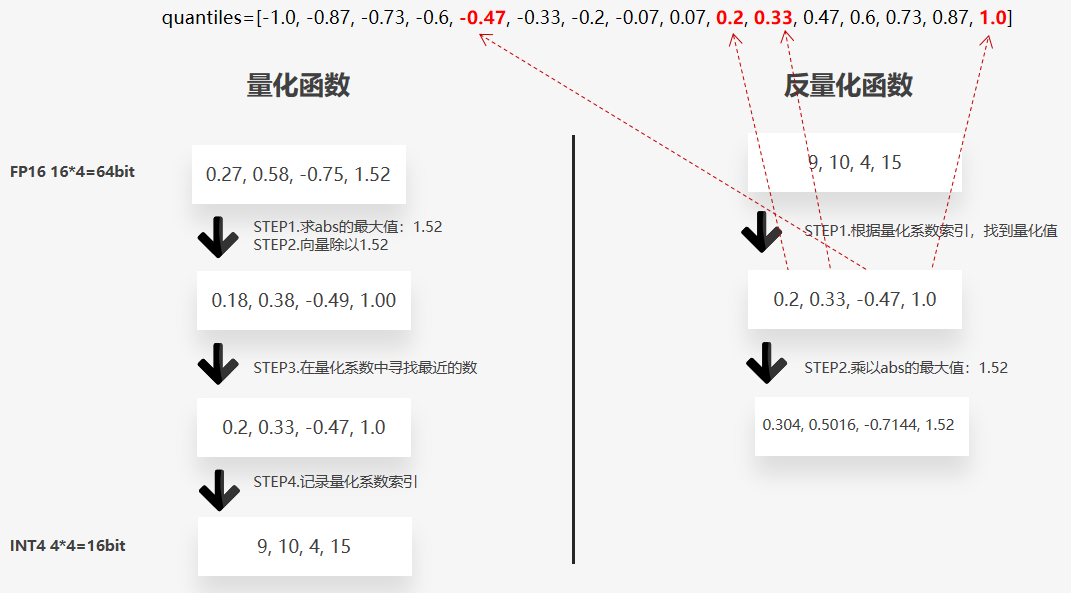 quantiles=[-1.0, -0.87, -0.73, -0.6, -0.47, -0.33, -0.2, -0.07, 0.07, 0.2, 0.33, 0.47, 0.6, 0.73, 0.87, 1.0]
量化函数
反量化函数
FP16 16*4=64bit
0.27, 0.58, -0.75, 1.52
STEP1.求abs的最大值：1.52
STEP2.向量除以1.52
0.18, 0.38, -0.49, 1.00
STEP3.在量化系数中寻找最近的数
0.2, 0.33, -0.47, 1.0
STEP4.记录量化系数索引
INT4 4*4=16bit
9, 10, 4, 15
9, 10, 4, 15
STEP1.根据量化系数索引，找到量化值
0.2, 0.33, -0.47, 1.0
STEP2.乘以abs的最大值：1.52
0.304, 0.5016, -0.7144, 1.52